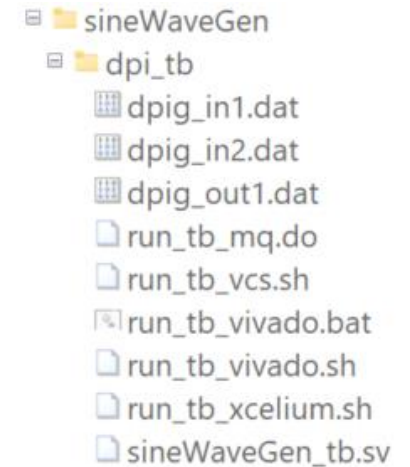 sineWaveGen
dpi_tb
dpig_in1.dat
dpig_in2.dat
dpig_out1.dat
run_tb_mq.do
run_tb_vcs.sh
run_tb_vivado.bat
run_tb_vivado.sh
run_tb_xcelium.sh
sineWaveGen_tb.sv